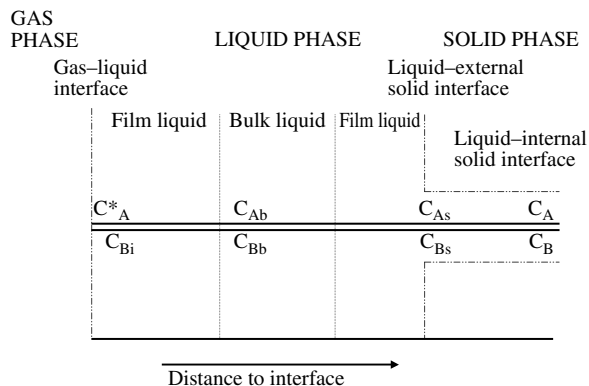 GAS
PHASE
LIQUID PHASE
SOLID PHASE
Gas–liquid
interface
Liquid–external
solid interface
Film liquid
Bulk liquid
Film liquid
Liquid–internal
solid interface
C*A
CAb
CAs
CA
CBi
CBb
CBs
CB
Distance to interface